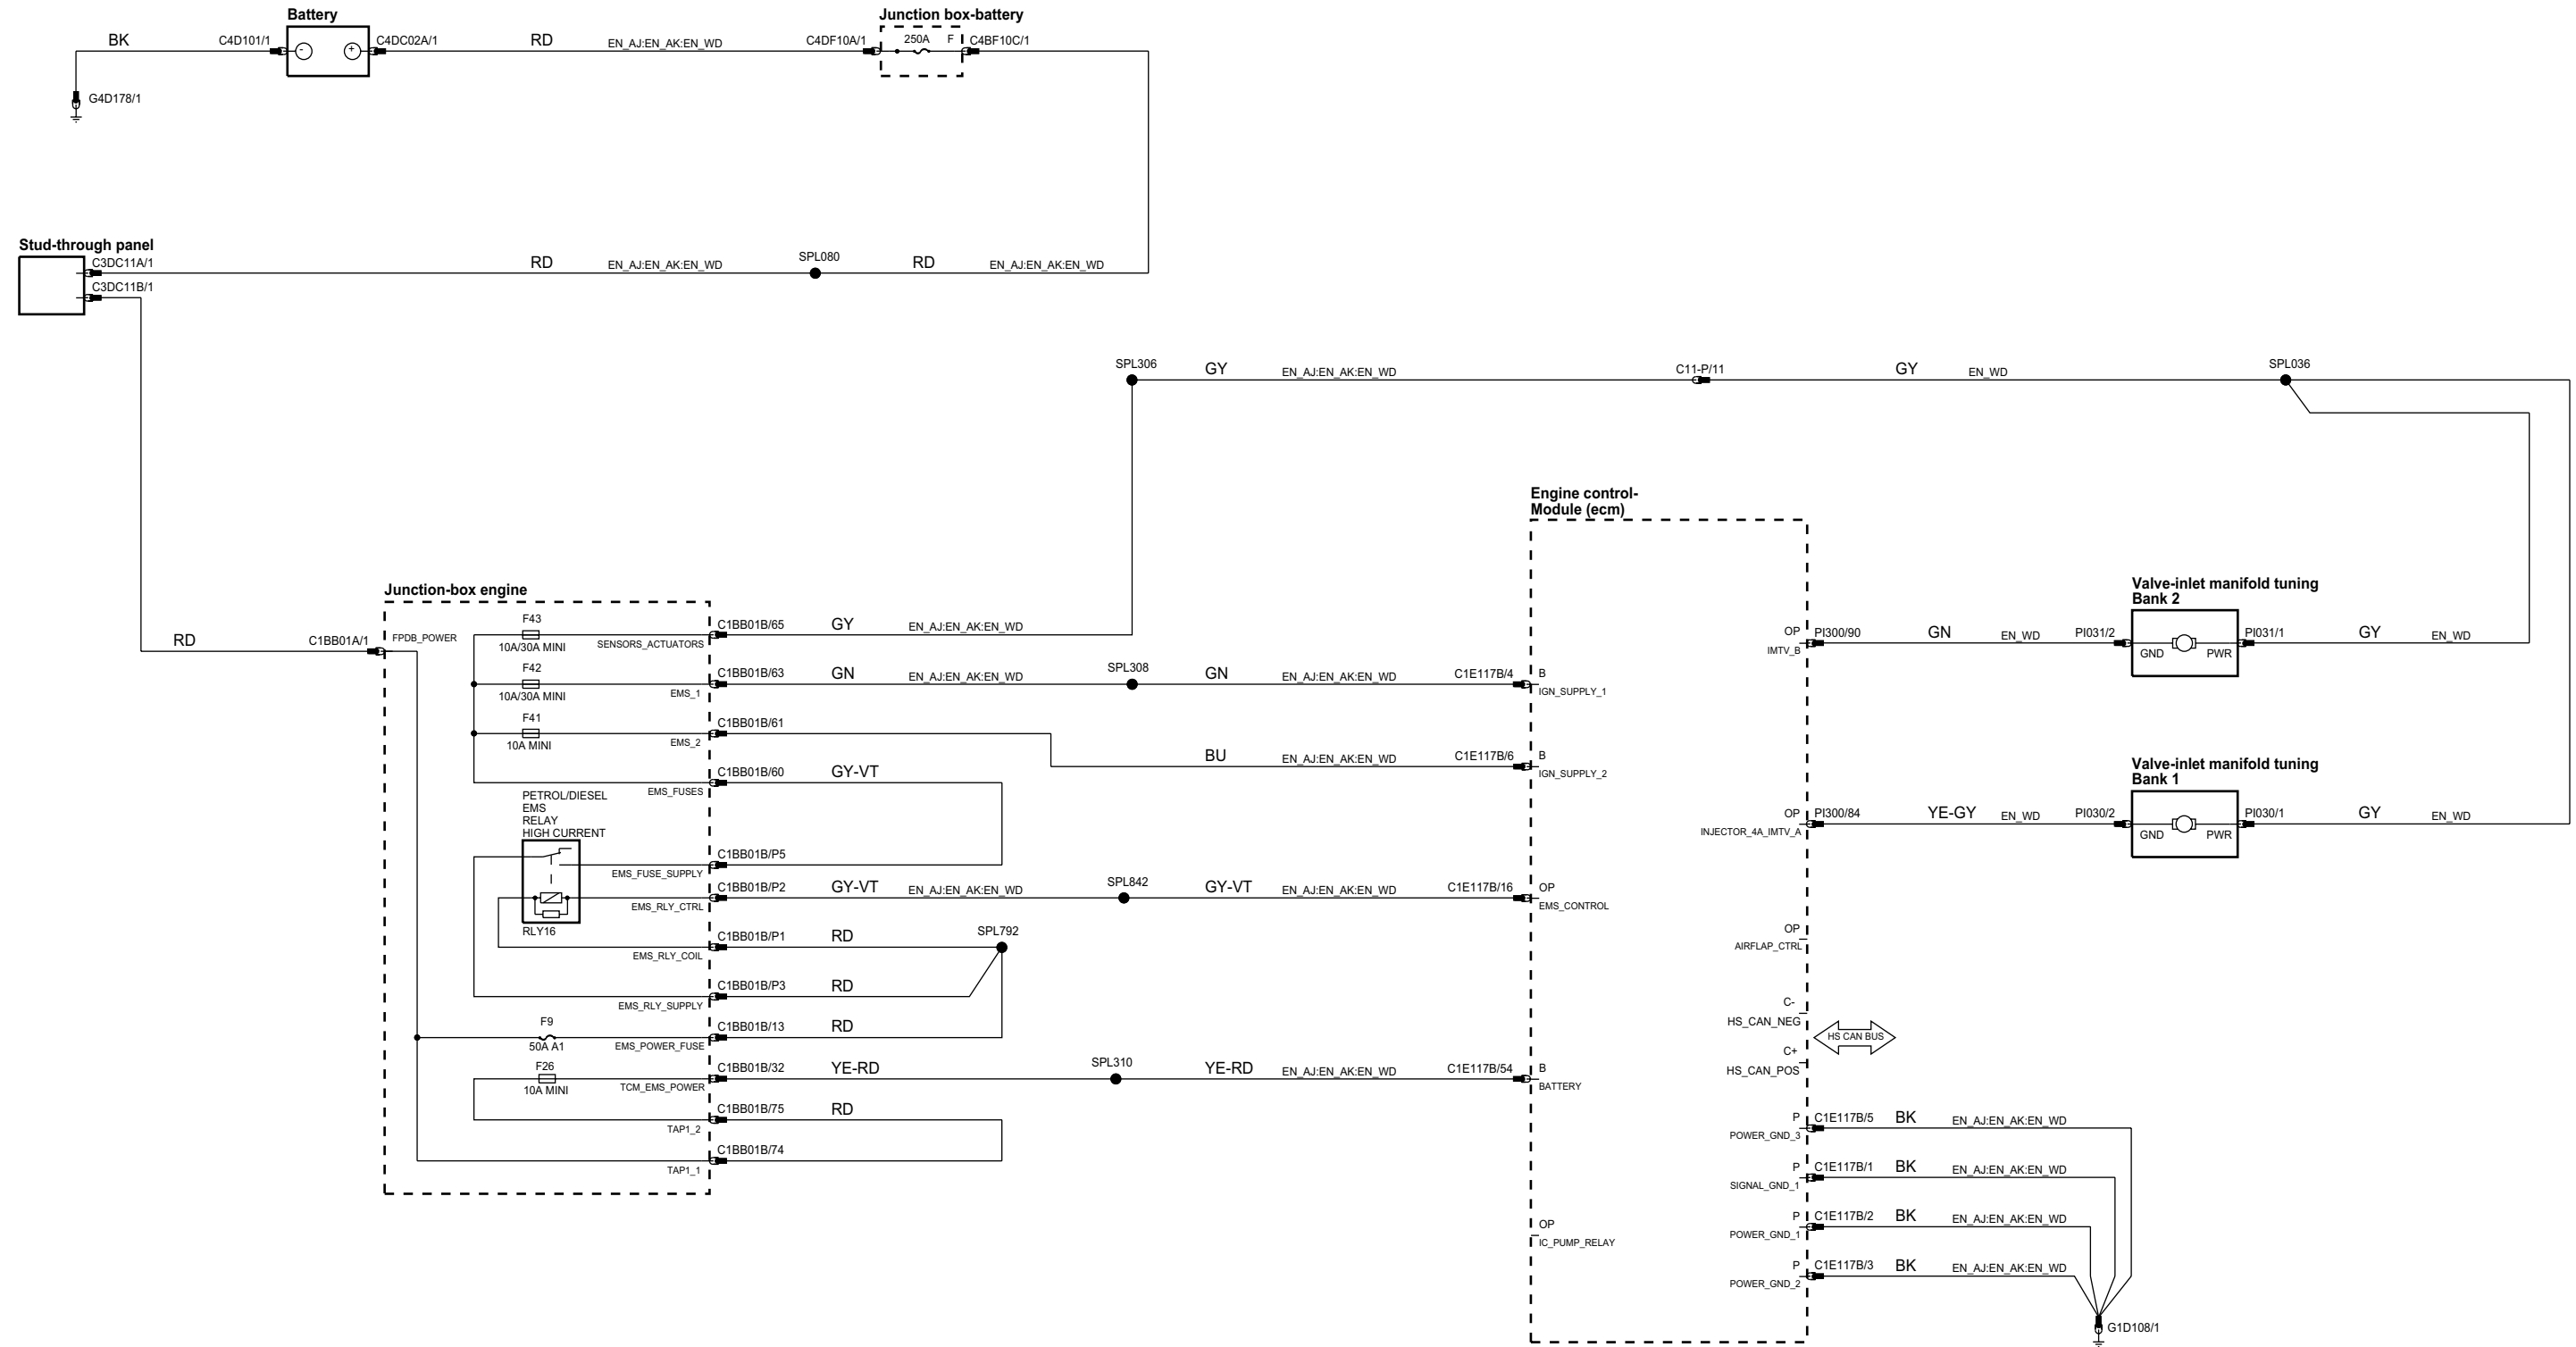 Battery
Junction box-battery
BK
C4D101/1
-
+
C4DC02A/1
RD
EN_AJ:EN_AK:EN_WD
C4DF10A/1
250A
F
C4BF10C/1
G4D178/1
Stud-through panel
C3DC11A/1
RD
EN_AJ:EN_AK:EN_WD
SPL080
RD
EN_AJ:EN_AK:EN_WD
C3DC11B/1
SPL306
GY
EN_AJ:EN_AK:EN_WD
C11-P/11
GY
EN_WD
SPL036
Engine control-
Module (ecm)
Junction-box engine
RD
C1BB01A/1
FPDB_POWER
F43
10A/30A MINI
SENSORS_ACTUATORS
C1BB01B/65
GY
EN_AJ:EN_AK:EN_WD
F42
10A/30A MINI
EMS_1
C1BB01B/63
GN
EN_AJ:EN_AK:EN_WD
SPL308
GN
EN_AJ:EN_AK:EN_WD
C1E117B/4
B
IGN_SUPPLY_1
F41
10A MINI
EMS_2
C1BB01B/61
BU
EN_AJ:EN_AK:EN_WD
C1E117B/6
B
IGN_SUPPLY_2
C1BB01B/60
GY-VT
EMS_FUSES
PETROL/DIESEL
EMS
RELAY
HIGH CURRENT
RLY16
C1BB01B/P5
EMS_FUSE_SUPPLY
C1BB01B/P2
GY-VT
EN_AJ:EN_AK:EN_WD
SPL842
GY-VT
EN_AJ:EN_AK:EN_WD
C1E117B/16
OP
EMS_CONTROL
EMS_RLY_CTRL
C1BB01B/P1
RD
SPL792
EMS_RLY_COIL
C1BB01B/P3
RD
EMS_RLY_SUPPLY
F9
50A A1
C1BB01B/13
RD
EMS_POWER_FUSE
F26
10A MINI
C1BB01B/32
YE-RD
TCM_EMS_POWER
SPL310
YE-RD
EN_AJ:EN_AK:EN_WD
C1E117B/54
B
BATTERY
C1BB01B/75
RD
TAP1_2
C1BB01B/74
TAP1_1
OP
IC_PUMP_RELAY
Valve-inlet manifold tuning
Bank 2
OP
IMTV_B
PI300/90
GN
EN_WD
PI031/2
GND
PWR
PI031/1
GY
EN_WD
Valve-inlet manifold tuning
Bank 1
OP
INJECTOR_4A_IMTV_A
PI300/84
YE-GY
EN_WD
PI030/2
GND
PWR
PI030/1
GY
EN_WD
OP
AIRFLAP_CTRL
C-
HS_CAN_NEG
HS CAN BUS
C+
HS_CAN_POS
P
POWER_GND_3
C1E117B/5
BK
EN_AJ:EN_AK:EN_WD
P
SIGNAL_GND_1
C1E117B/1
BK
EN_AJ:EN_AK:EN_WD
P
POWER_GND_1
C1E117B/2
BK
EN_AJ:EN_AK:EN_WD
P
POWER_GND_2
C1E117B/3
BK
EN_AJ:EN_AK:EN_WD
G1D108/1